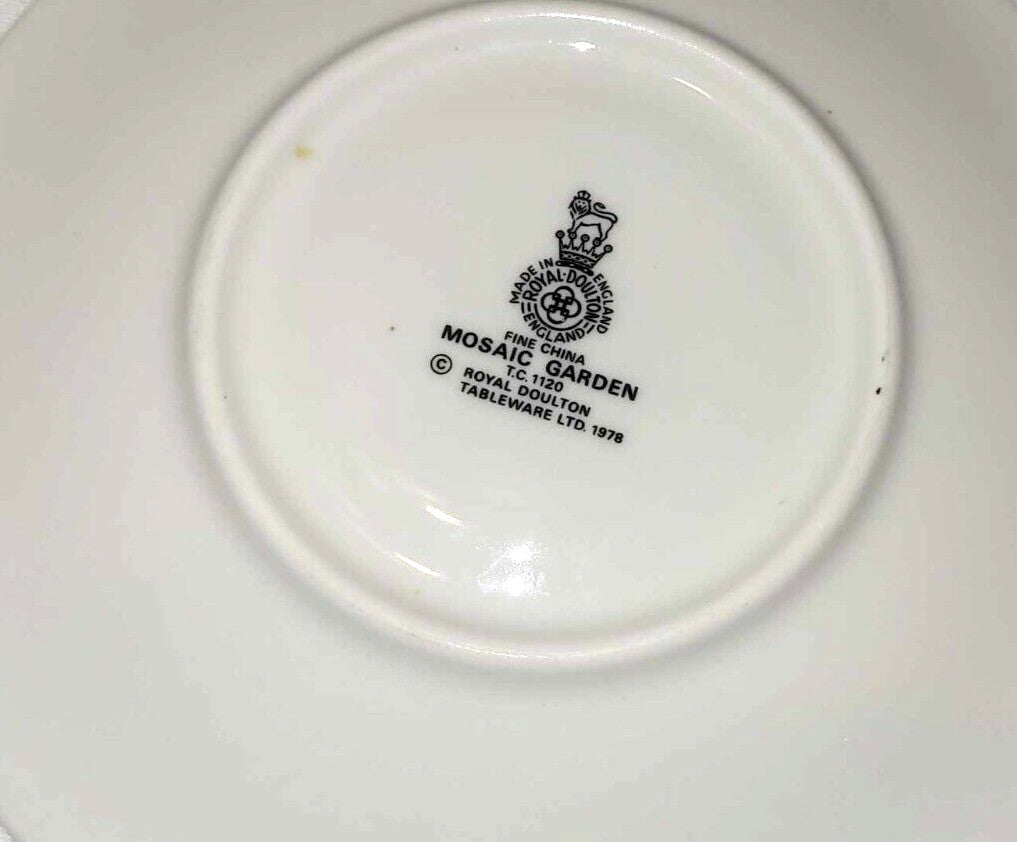 MADE IN ENGLAND
ROYAL·DOULTON
ENGLAND
FINE CHINA
MOSAIC GARDEN
T.C. 1120
© ROYAL DOULTON
TABLEWARE LTD. 1978